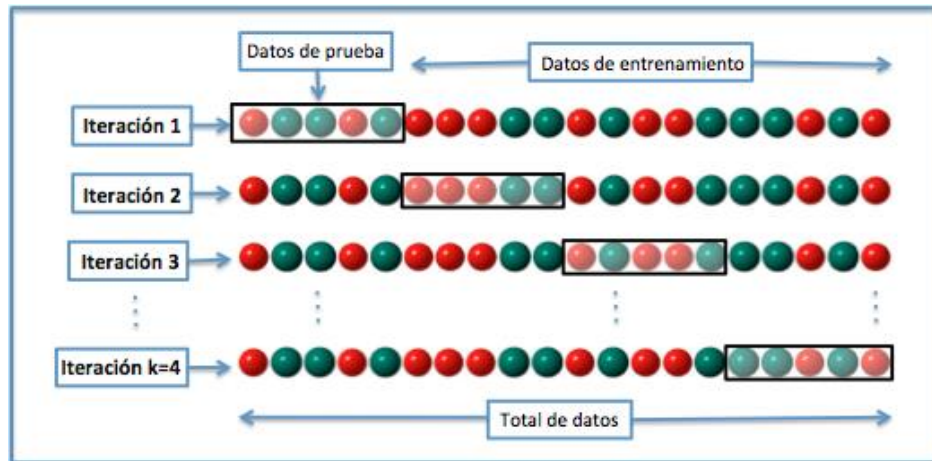 Datos de prueba
Datos de entrenamiento
Iteración 1
Iteración 2
Iteración 3
Iteración k=4
Total de datos